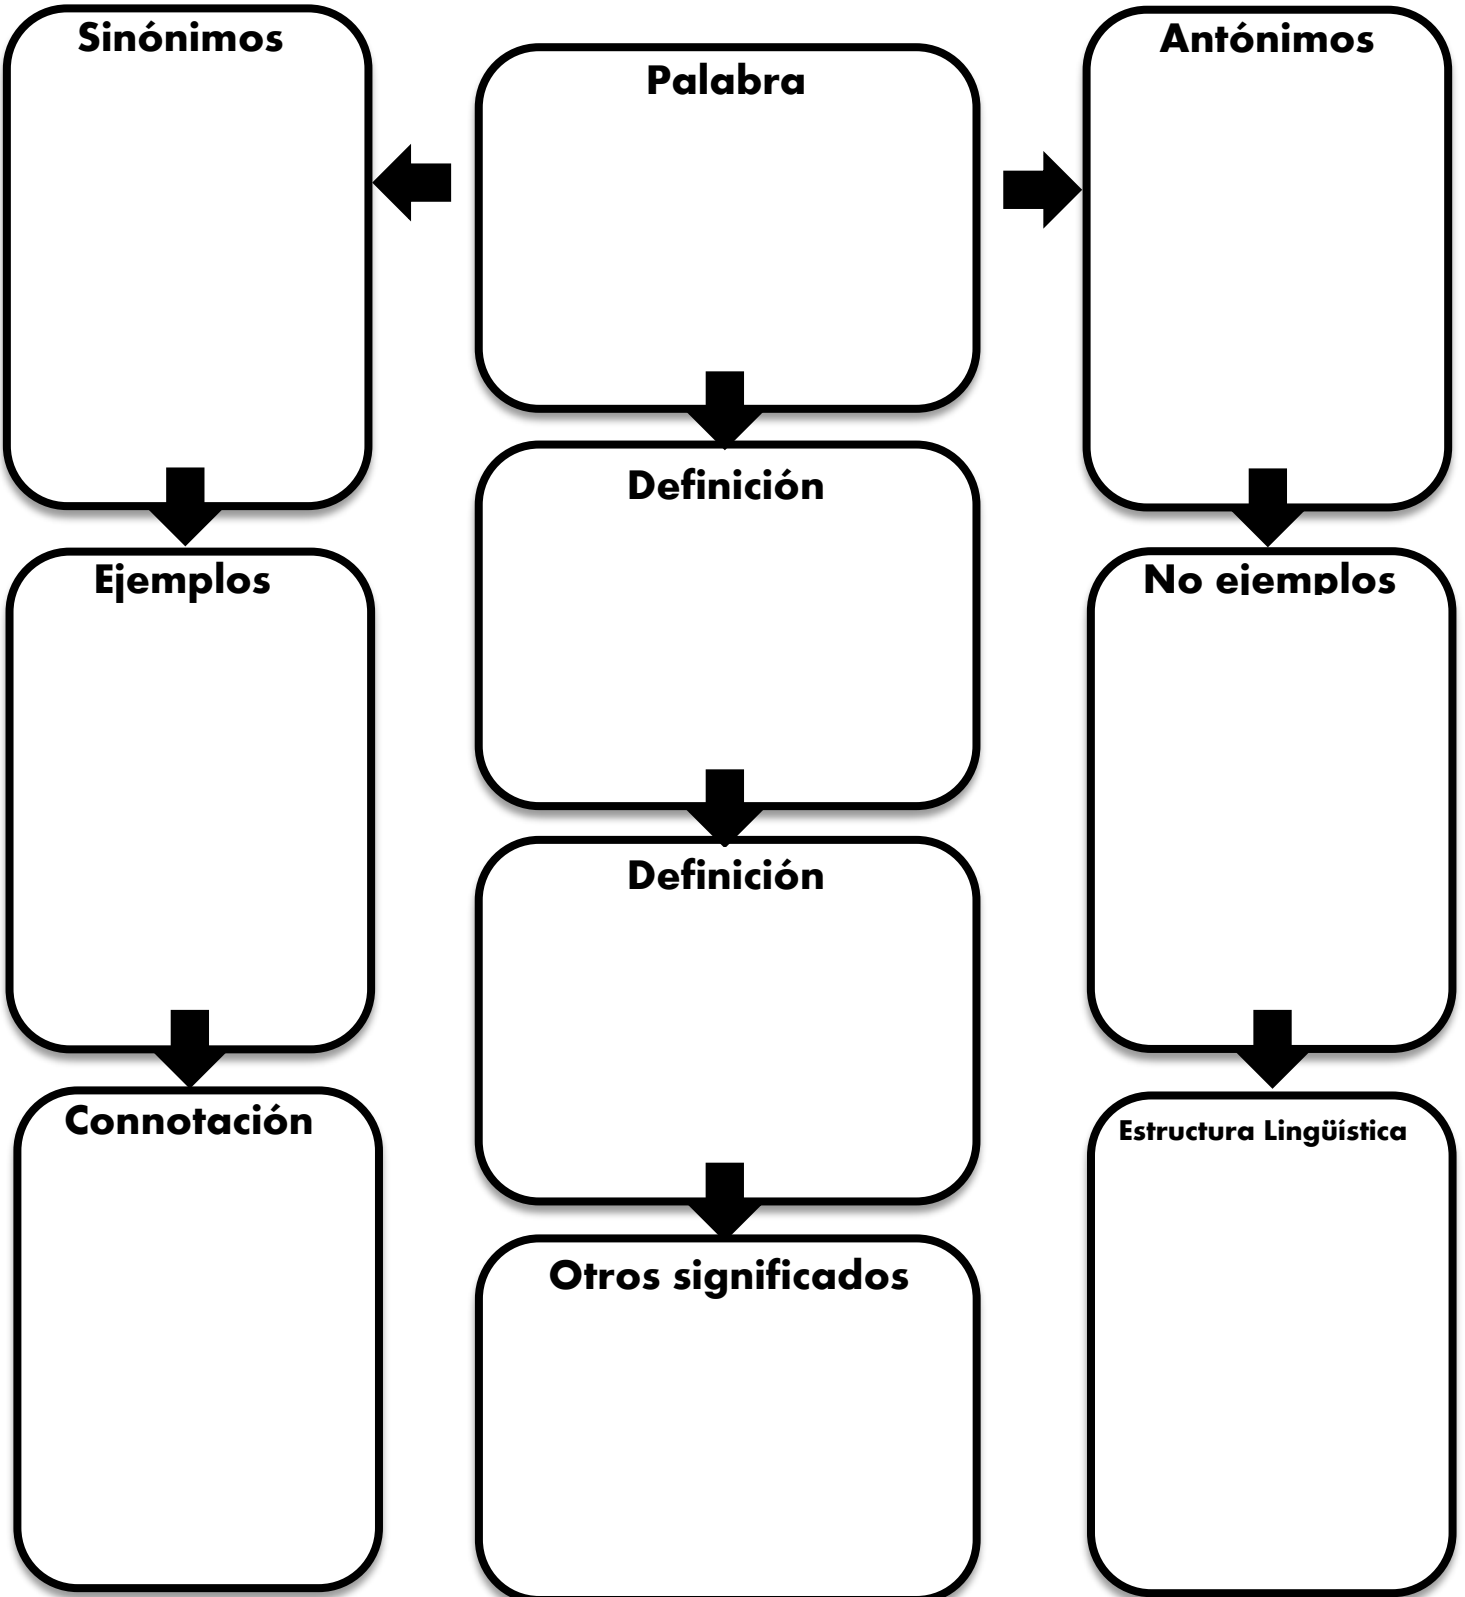 Sinónimos
Palabra
Antónimos
Definición
Ejemplos
No ejemplos
Definición
Connotación
Estructura Lingüística
Otros significados